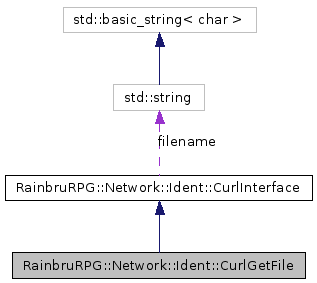 std::basic_string< char >
std::string
filename
RainbruRPG::Network::Ident::CurlInterface
RainbruRPG::Network::Ident::CurlGetFile